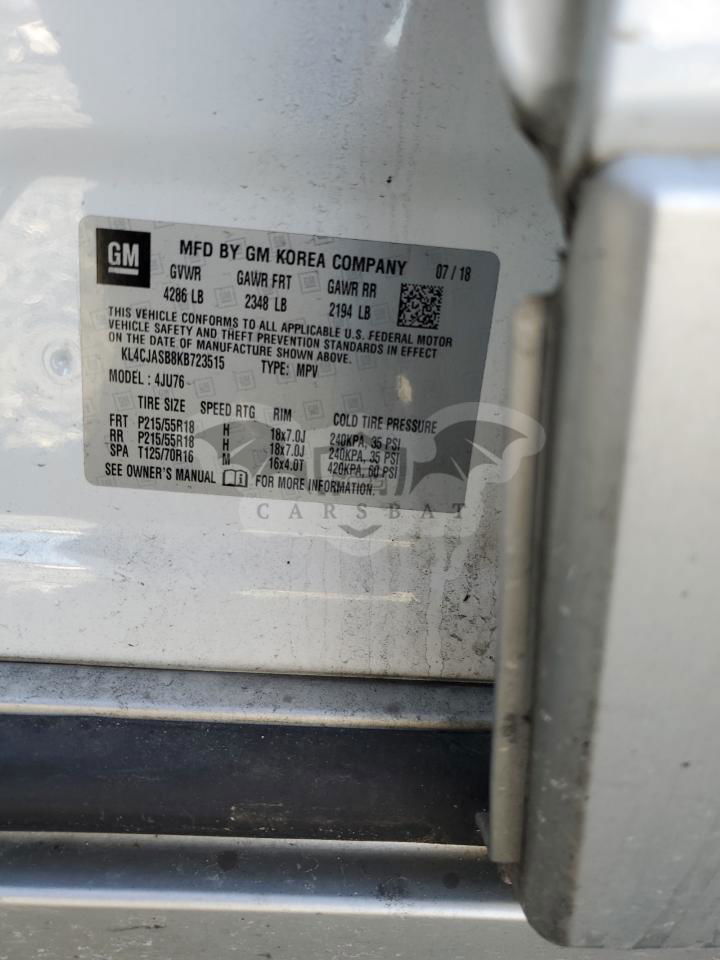 GM
MFD BY GM KOREA COMPANY 07 / 18
GVWR GAWR FRT GAWR RR
4286 LB 2348 LB 2194 LB
THIS VEHICLE CONFORMS TO ALL APPLICABLE U.S. FEDERAL MOTOR
VEHICLE SAFETY AND THEFT PREVENTION STANDARDS IN EFFECT
ON THE DATE OF MANUFACTURE SHOWN ABOVE.
KL4CJASB8KB723515 TYPE: MPV
MODEL : 4JU76
TIRE SIZE SPEED RTG RIM COLD TIRE PRESSURE
FRT P215/55R18 H 18x7.0J 240KPA, 35 PSI
RR P215/55R18 H 18x7.0J 240KPA, 35 PSI
SPA T125/70R16 M 16x4.0T 420KPA, 60 PSI
SEE OWNER'S MANUAL FOR MORE INFORMATION.
CARSBAT